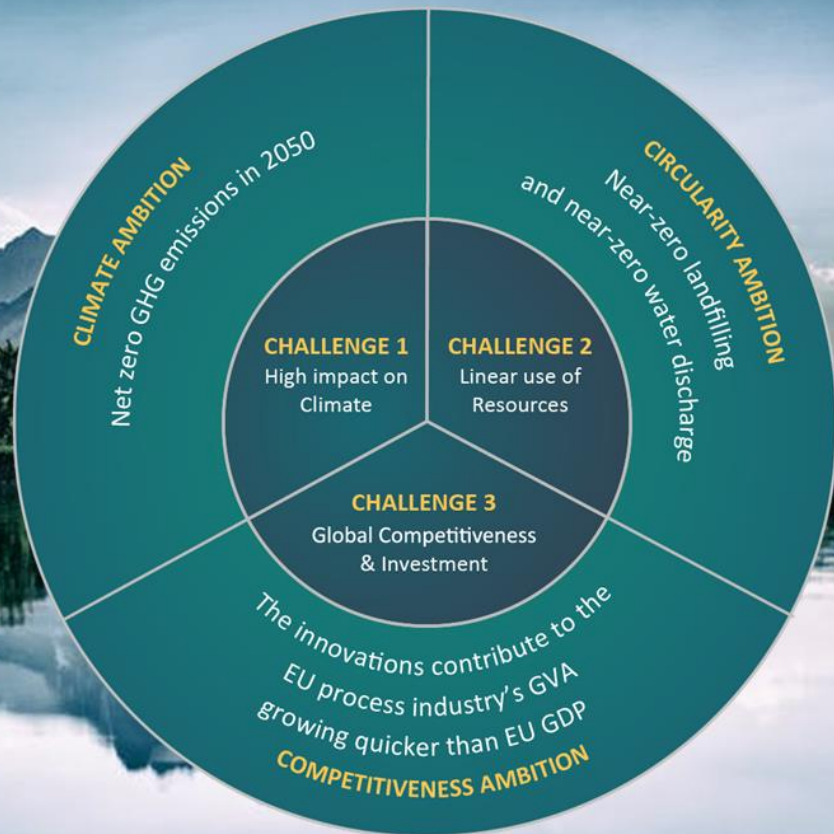 CLIMATE AMBITION
Net zero GHG emissions in 2050
CIRCULARITY AMBITION
Near-zero landfilling
and near-zero water discharge
CHALLENGE 1
High impact on
Climate
CHALLENGE 2
Linear use of
Resources
CHALLENGE 3
Global Competitiveness
& Investment
The innovations contribute to the
EU process industry's GVA
growing quicker than EU GDP
COMPETITIVENESS AMBITION